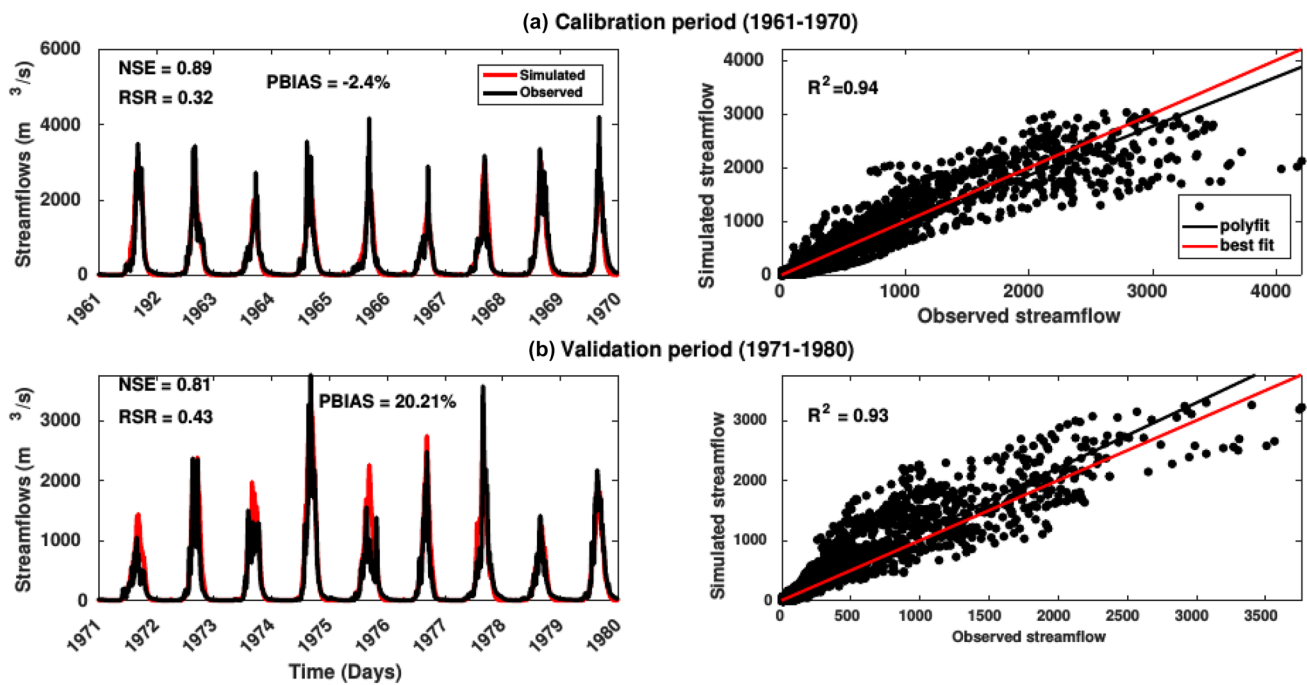 (a) Calibration period (1961-1970)
6000
4000
2000
0
Streamflows (m 3/s)
NSE = 0.89
RSR = 0.32
PBIAS = -2.4%
Simulated
Observed
1961
192
1963
1964
1965
1966
1967
1968
1969
1970
4000
3000
2000
1000
0
Simulated streamflow
R2=0.94
polyfit
best fit
0
1000
2000
3000
4000
Observed streamflow
(b) Validation period (1971-1980)
3000
2000
1000
0
Streamflows (m 3/s)
NSE = 0.81
RSR = 0.43
PBIAS = 20.21%
1971
1972
1973
1974
1975
1976
1977
1978
1979
1980
Time (Days)
3000
2000
1000
0
Simulated streamflow
R2 = 0.93
0
500
1000
1500
2000
2500
3000
3500
Observed streamflow